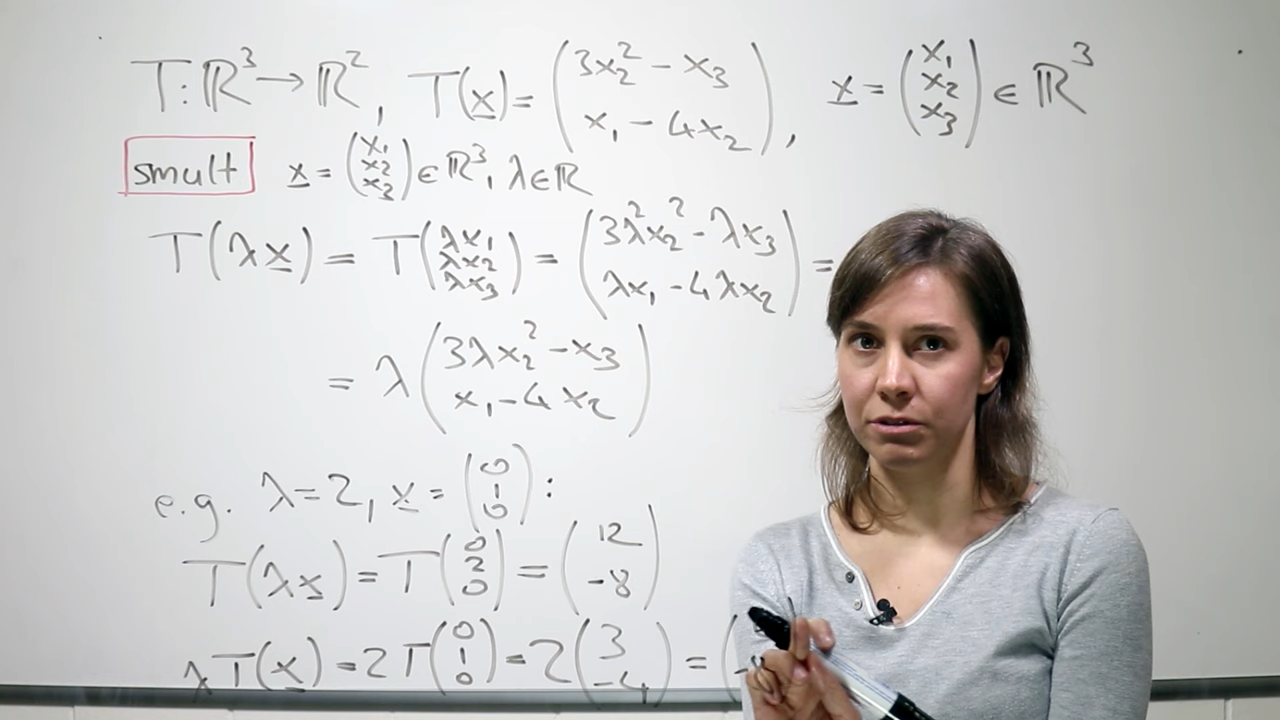 T: ℝ³ → ℝ², T(x̲) = (3x₂² - x₃ ; x₁ - 4x₂), x̲ = (x₁ ; x₂ ; x₃) ∈ ℝ³
smult x̲ = (x₁ ; x₂ ; x₃) ∈ ℝ³, λ ∈ ℝ
T(λx̲) = T(λx₁ ; λx₂ ; λx₃) = (3λ²x₂² - λx₃ ; λx₁ - 4λx₂) =
= λ(3λx₂² - x₃ ; x₁ - 4x₂)
e.g. λ = 2, x̲ = (0 ; 1 ; 0) :
T(λx̲) = T(0 ; 2 ; 0) = (12 ; -8)
λT(x̲) = 2T(0 ; 1 ; 0) = 2(3 ; -4) = (